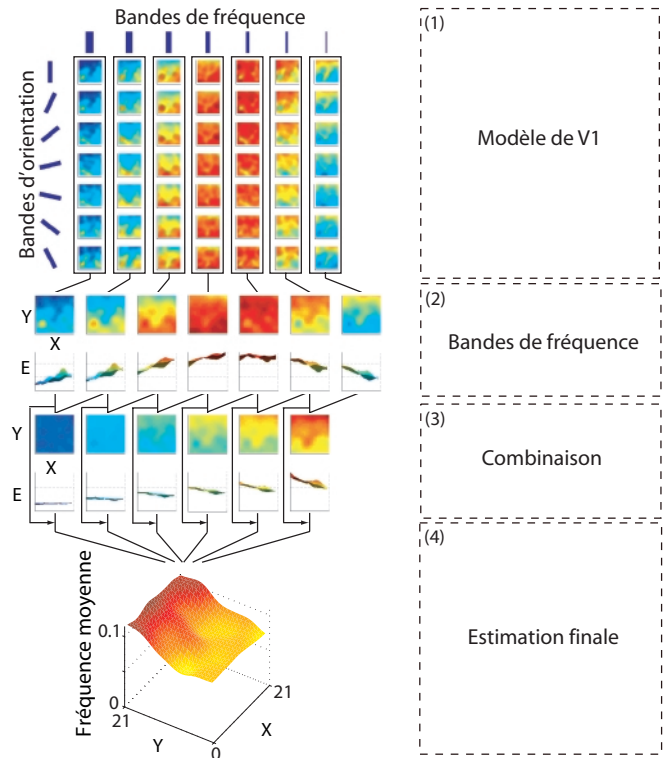 Bandes de fréquence
Bandes d'orientation
Y
X
E
Y
X
E
Fréquence moyenne
0.1
0
21
Y
0
X
21
(1)
Modèle de V1
(2)
Bandes de fréquence
(3)
Combinaison
(4)
Estimation finale